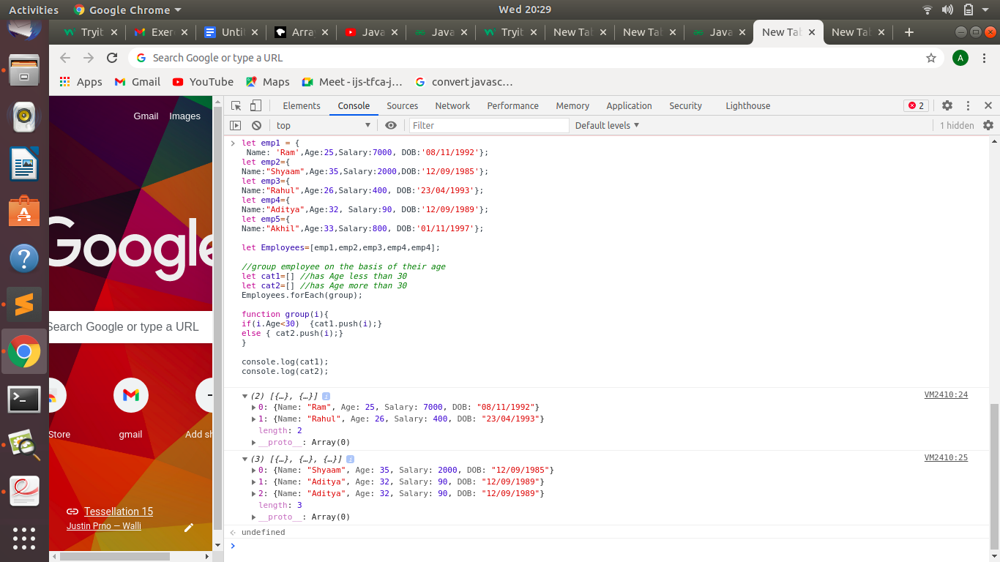 Activities
Google Chrome
Wed 20:29
Tryit
Exer
Unti
Array
Java
Java
Tryit
New Tab
New Tab
Java
New Tab
New Tab
Search Google or type a URL
A
Apps
Gmail
YouTube
Maps
Meet - ijs-tfca-j…
convert javasc…
Gmail Images
Google
Search Google or type a URL
Store
gmail
Add sh
Tessellation 15
Justin Prno — Walli
Elements Console Sources Network Performance Memory Application Security Lighthouse
2
top
Filter
Default levels
1 hidden
let emp1 = {
 Name: 'Ram',Age:25,Salary:7000, DOB:'08/11/1992'};
let emp2={
Name:"Shyaam",Age:35,Salary:2000,DOB:'12/09/1985'};
let emp3={
Name:"Rahul",Age:26,Salary:400, DOB:'23/04/1993'};
let emp4={
Name:"Aditya",Age:32, Salary:90, DOB:'12/09/1989'};
let emp5={
Name:"Akhil",Age:33,Salary:800, DOB:'01/11/1997'};
let Employees=[emp1,emp2,emp3,emp4,emp4];
//group employee on the basis of their age
let cat1=[] //has Age less than 30
let cat2=[] //has Age more than 30
Employees.forEach(group);
function group(i){
if(i.Age<30)  {cat1.push(i);}
else { cat2.push(i);}
}
console.log(cat1);
console.log(cat2);
(2) [{…}, {…}] i
VM2410:24
0: {Name: "Ram", Age: 25, Salary: 7000, DOB: "08/11/1992"}
1: {Name: "Rahul", Age: 26, Salary: 400, DOB: "23/04/1993"}
length: 2
__proto__: Array(0)
(3) [{…}, {…}, {…}] i
VM2410:25
0: {Name: "Shyaam", Age: 35, Salary: 2000, DOB: "12/09/1985"}
1: {Name: "Aditya", Age: 32, Salary: 90, DOB: "12/09/1989"}
2: {Name: "Aditya", Age: 32, Salary: 90, DOB: "12/09/1989"}
length: 3
__proto__: Array(0)
undefined